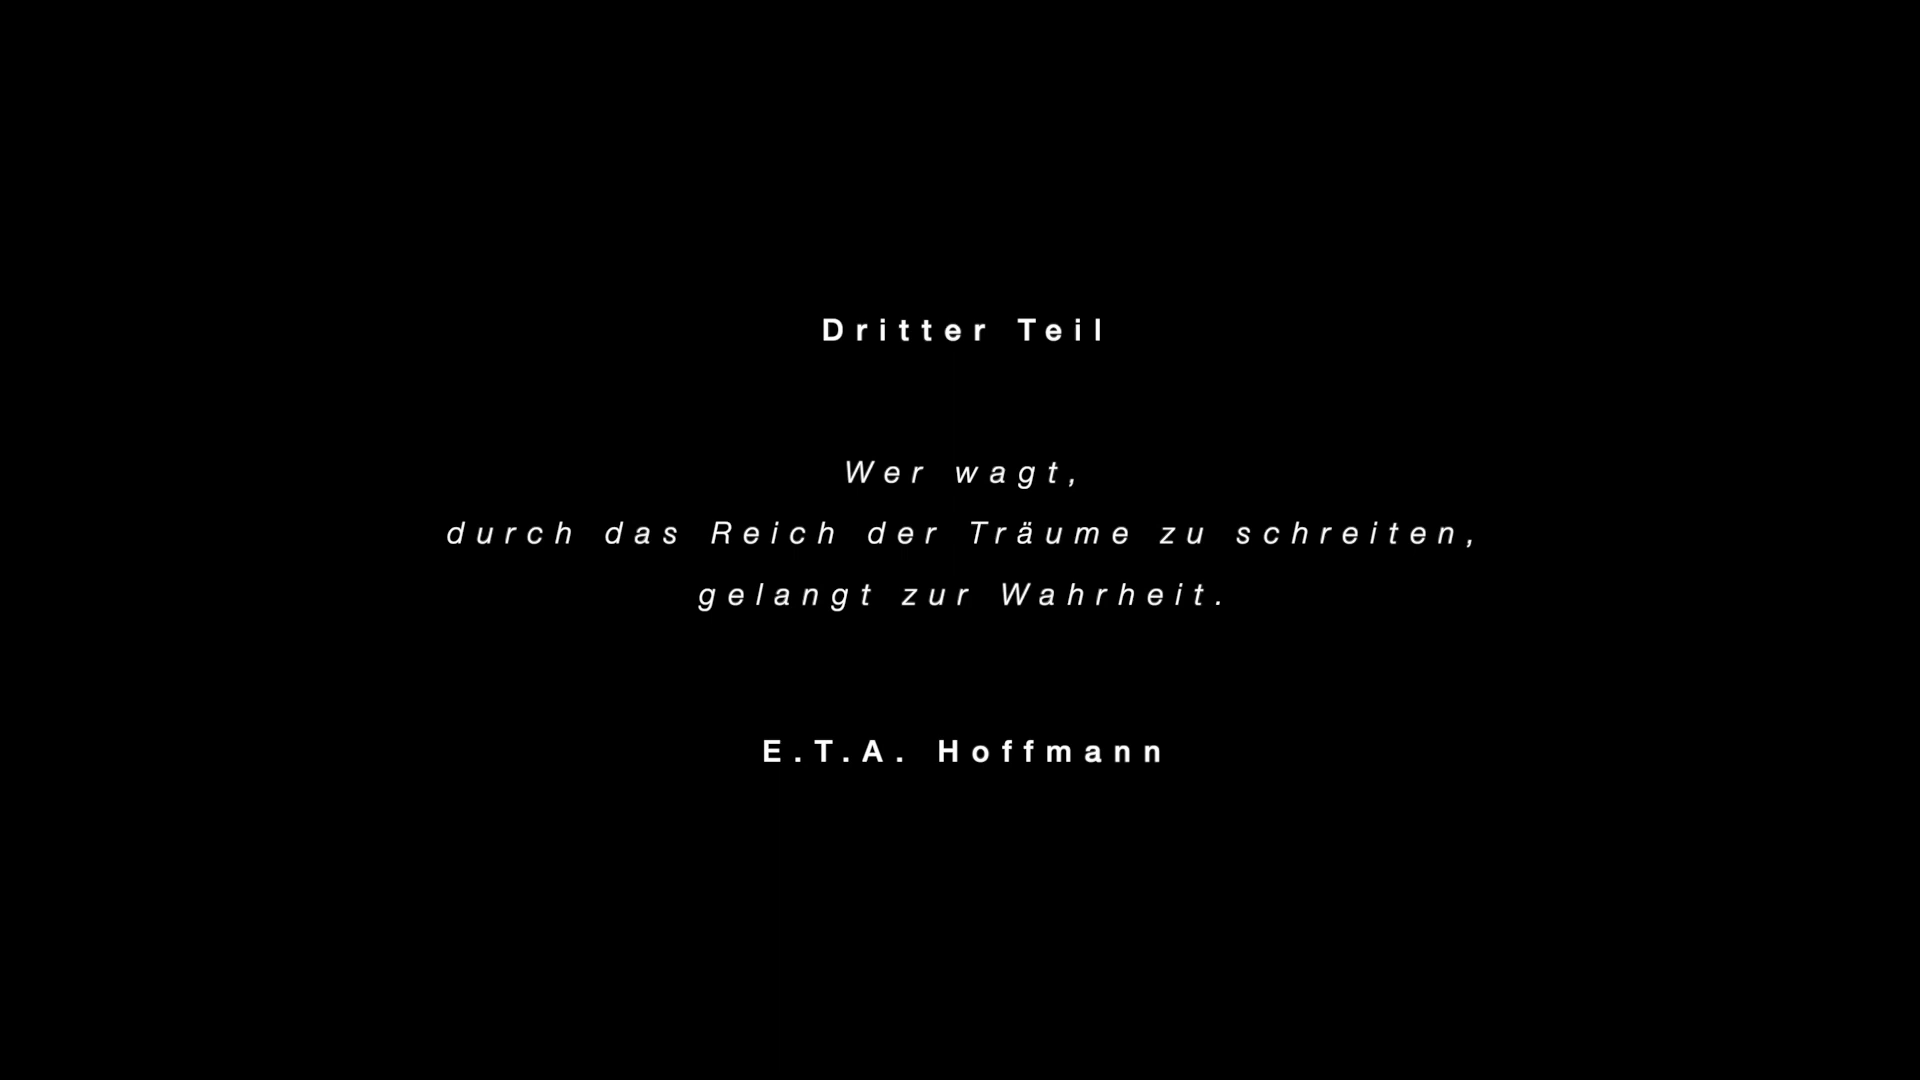 Dritter Teil
Wer wagt,
durch das Reich der Träume zu schreiten,
gelangt zur Wahrheit.
E.T.A. Hoffmann